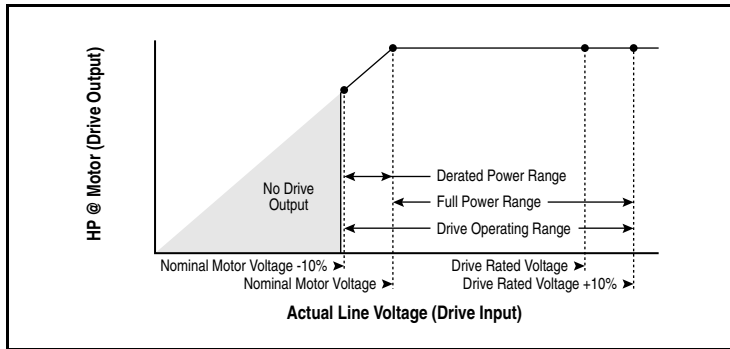 HP @ Motor (Drive Output)
No Drive
Output
Derated Power Range
Full Power Range
Drive Operating Range
Nominal Motor Voltage -10%
Drive Rated Voltage
Nominal Motor Voltage
Drive Rated Voltage +10%
Actual Line Voltage (Drive Input)